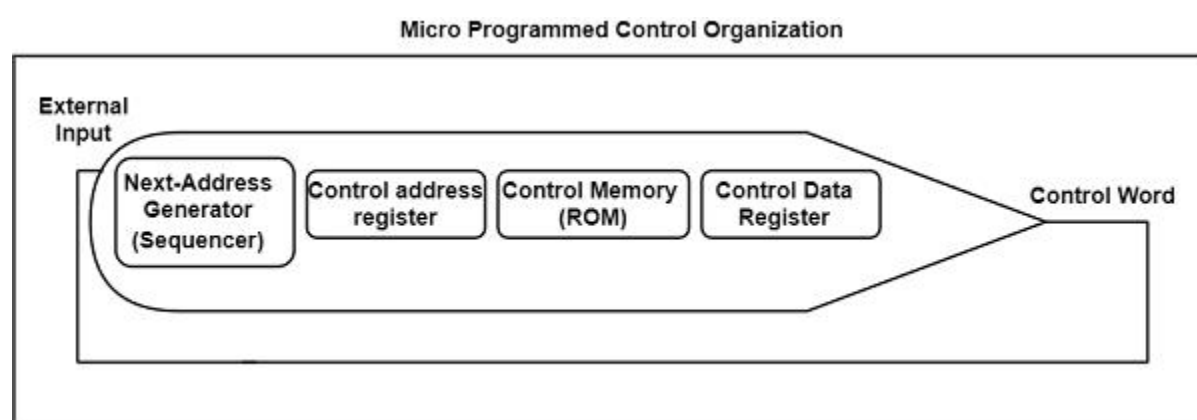 Micro Programmed Control Organization
External
Input
Next-Address
Generator
(Sequencer)
Control address
register
Control Memory
(ROM)
Control Data
Register
Control Word